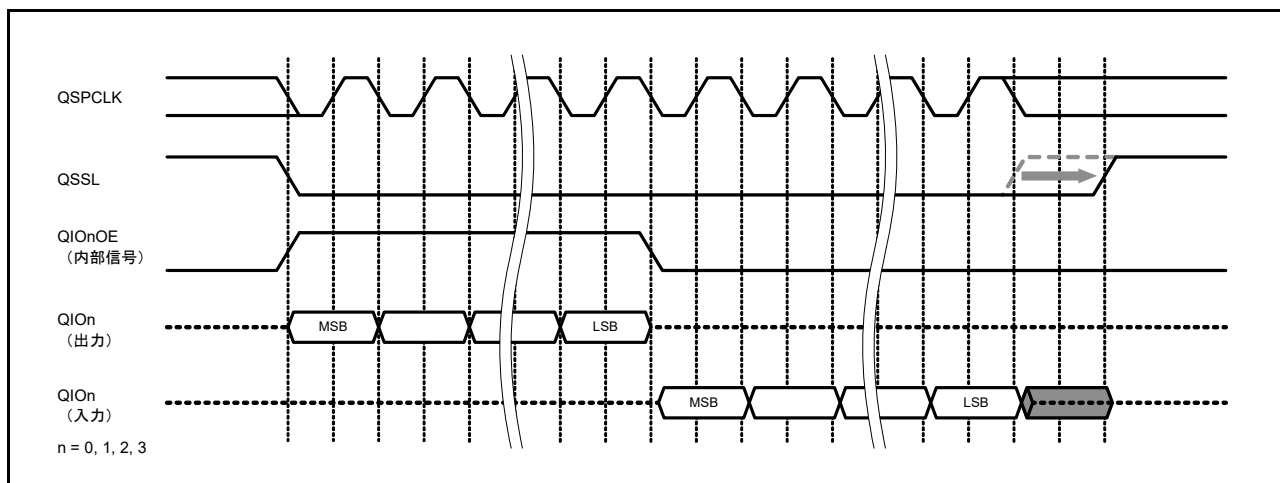 QSPCLK
QSSL
QIOnOE
（内部信号）
QIOn
（出力）
MSB
LSB
QIOn
（入力）
MSB
LSB
n = 0, 1, 2, 3